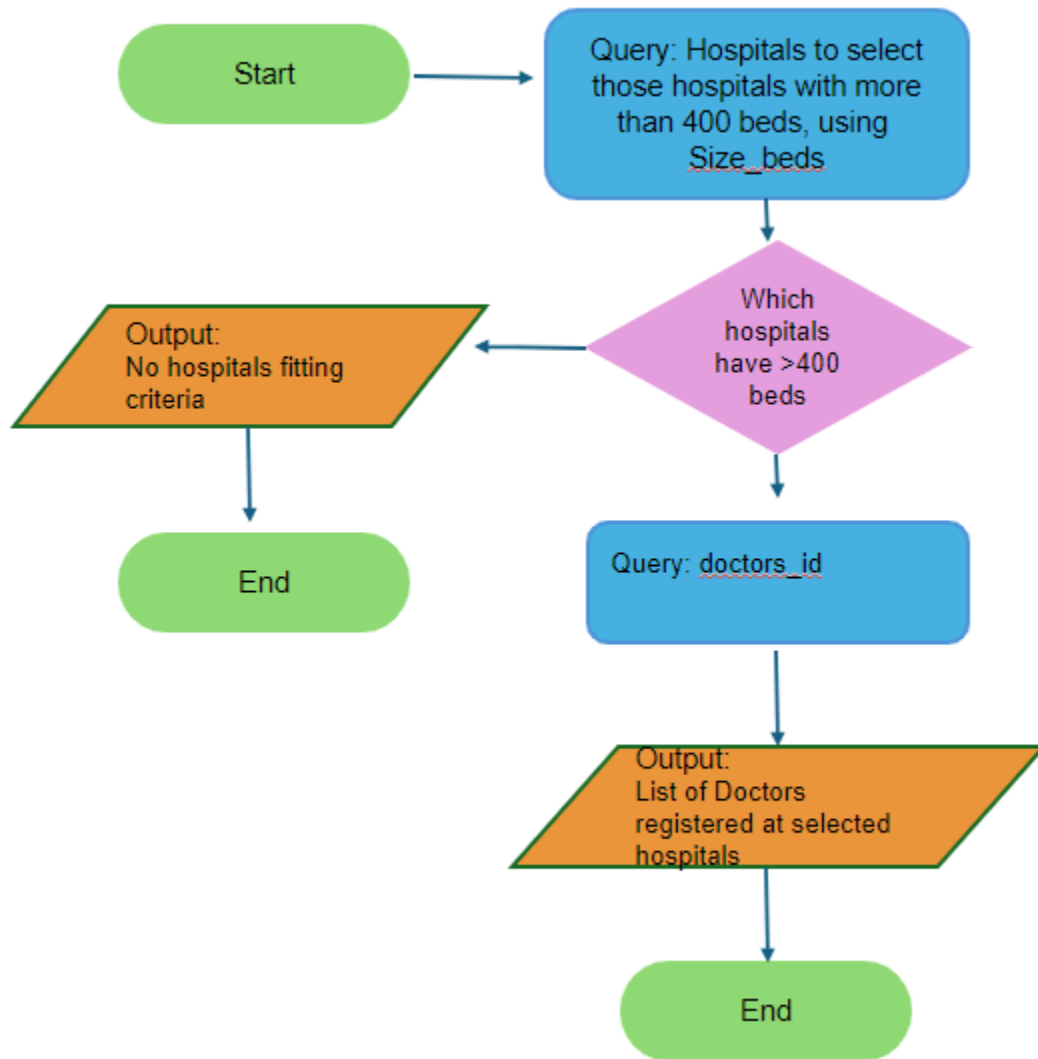 Start
Query: Hospitals to select
those hospitals with more
than 400 beds, using
Size_beds
Which
hospitals
have >400
beds
Output:
No hospitals fitting
criteria
End
Query: doctors_id
Output:
List of Doctors
registered at selected
hospitals
End